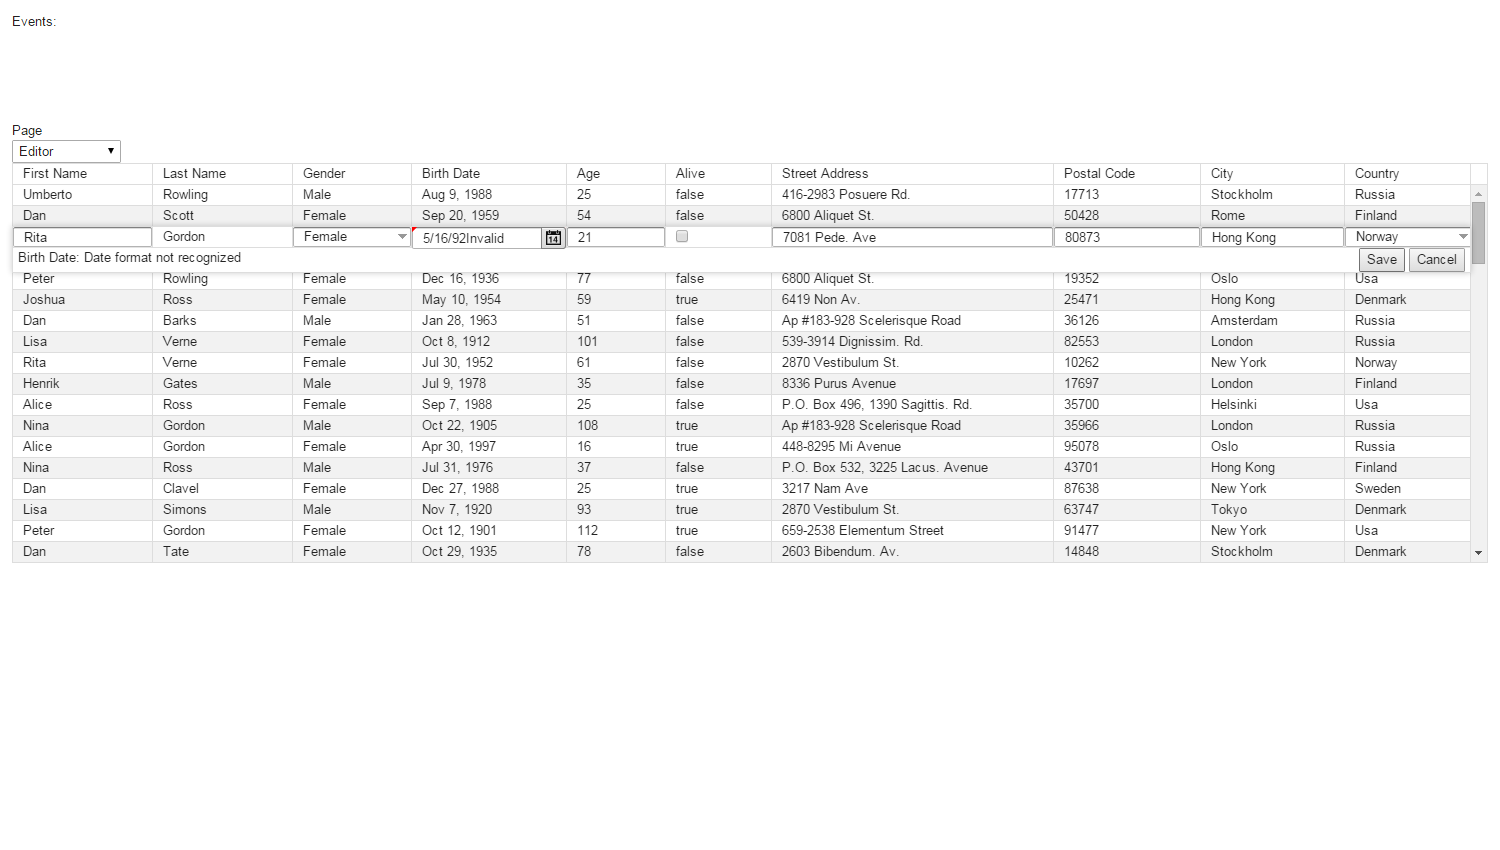 Events:
Page
Editor
First Name Last Name Gender Birth Date Age Alive Street Address Postal Code City Country
Umberto Rowling Male Aug 9, 1988 25 false 416-2983 Posuere Rd. 17713 Stockholm Russia
Dan Scott Female Sep 20, 1959 54 false 6800 Aliquet St. 50428 Rome Finland
Rita Gordon Female 5/16/92Invalid 14 21 7081 Pede. Ave 80873 Hong Kong Norway
Birth Date: Date format not recognized Save Cancel
Peter Rowling Female Dec 16, 1936 77 false 6800 Aliquet St. 19352 Oslo Usa
Joshua Ross Female May 10, 1954 59 true 6419 Non Av. 25471 Hong Kong Denmark
Dan Barks Male Jan 28, 1963 51 false Ap #183-928 Scelerisque Road 36126 Amsterdam Russia
Lisa Verne Female Oct 8, 1912 101 false 539-3914 Dignissim. Rd. 82553 London Russia
Rita Verne Female Jul 30, 1952 61 false 2870 Vestibulum St. 10262 New York Norway
Henrik Gates Male Jul 9, 1978 35 false 8336 Purus Avenue 17697 London Finland
Alice Ross Female Sep 7, 1988 25 false P.O. Box 496, 1390 Sagittis. Rd. 35700 Helsinki Usa
Nina Gordon Male Oct 22, 1905 108 true Ap #183-928 Scelerisque Road 35966 London Russia
Alice Gordon Female Apr 30, 1997 16 true 448-8295 Mi Avenue 95078 Oslo Russia
Nina Ross Male Jul 31, 1976 37 false P.O. Box 532, 3225 Lacus. Avenue 43701 Hong Kong Finland
Dan Clavel Female Dec 27, 1988 25 true 3217 Nam Ave 87638 New York Sweden
Lisa Simons Male Nov 7, 1920 93 true 2870 Vestibulum St. 63747 Tokyo Denmark
Peter Gordon Female Oct 12, 1901 112 true 659-2538 Elementum Street 91477 New York Usa
Dan Tate Female Oct 29, 1935 78 false 2603 Bibendum. Av. 14848 Stockholm Denmark